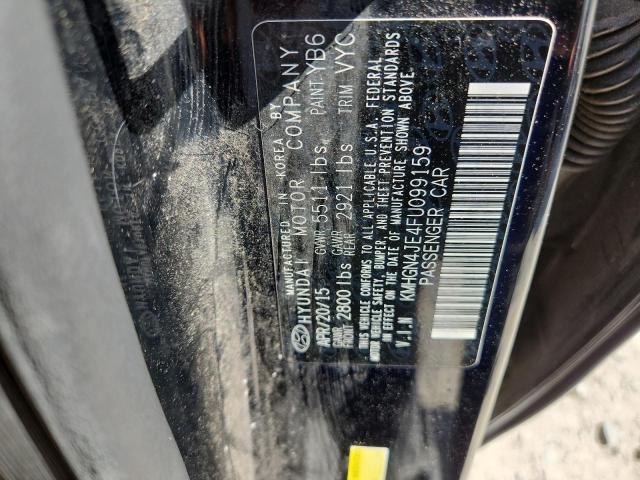 MANUFACTURED IN KOREA BY
HYUNDAI MOTOR COMPANY
APR/20/15 GVWR 5511 lbs. PAINT YB6
GAWR FRONT 2800 lbs GAWR REAR 2921 lbs TRIM VYC
THIS VEHICLE CONFORMS TO ALL APPLICABLE U.S.A. FEDERAL
MOTOR VEHICLE SAFETY, BUMPER, AND THEFT PREVENTION STANDARDS
IN EFFECT ON THE DATE OF MANUFACTURE SHOWN ABOVE.
V.I.N KMHGN4JE4FU099159
PASSENGER CAR